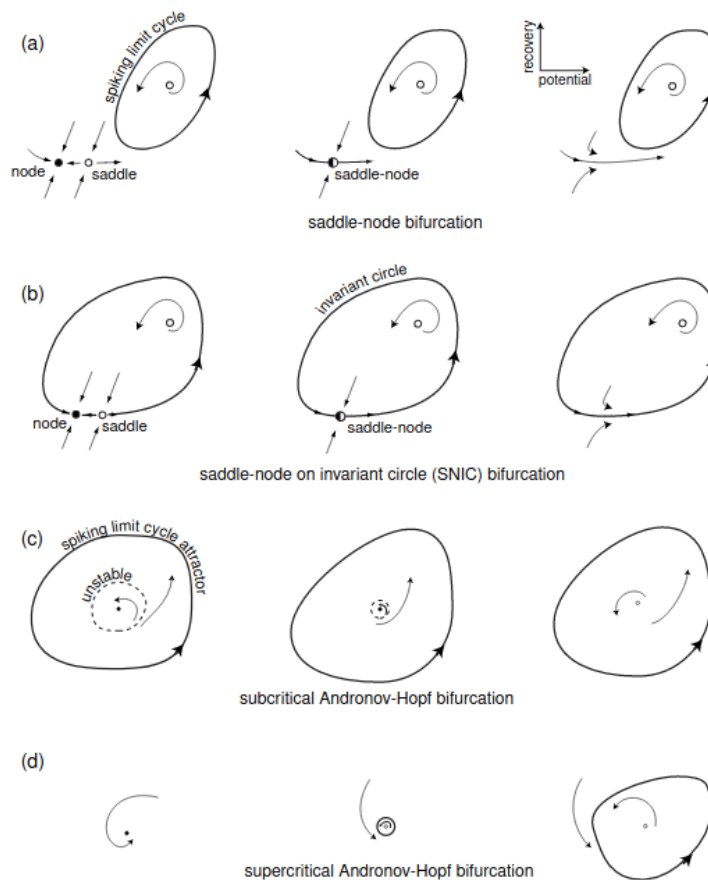 (a)
spiking limit cycle
recovery
potential
node
saddle
saddle-node
saddle-node bifurcation
(b)
invariant circle
node
saddle
saddle-node
saddle-node on invariant circle (SNIC) bifurcation
(c)
spiking limit cycle attractor
unstable
subcritical Andronov-Hopf bifurcation
(d)
supercritical Andronov-Hopf bifurcation